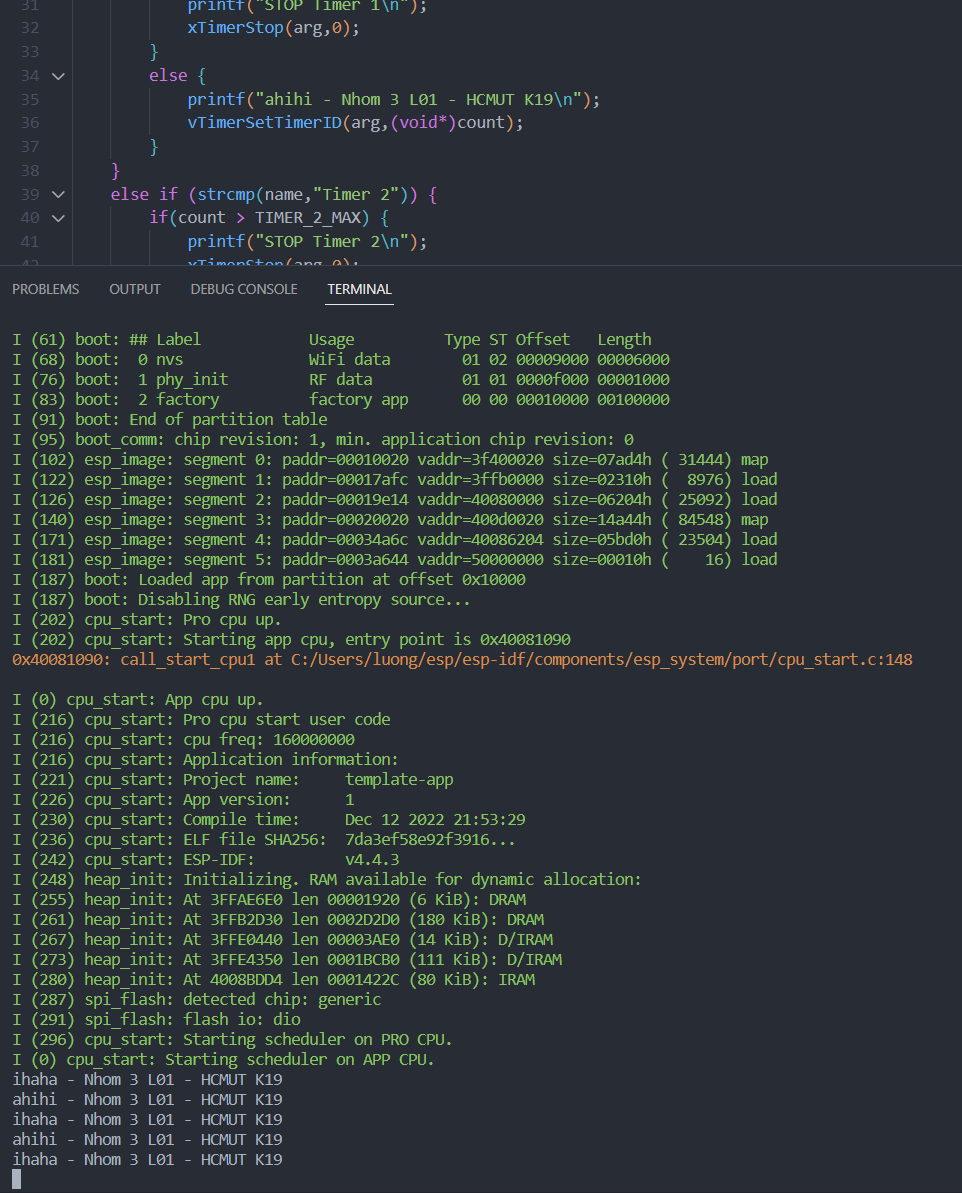 31 printf("STOP Timer 1\n");
32 xTimerStop(arg,0);
33 }
34 else {
35 printf("ahihi - Nhom 3 L01 - HCMUT K19\n");
36 vTimerSetTimerID(arg,(void*)count);
37 }
38 }
39 else if (strcmp(name,"Timer 2")) {
40 if(count > TIMER_2_MAX) {
41 printf("STOP Timer 2\n");
42 xTimerStop(arg,0);
PROBLEMS OUTPUT DEBUG CONSOLE TERMINAL
I (61) boot: ## Label Usage Type ST Offset Length
I (68) boot: 0 nvs WiFi data 01 02 00009000 00006000
I (76) boot: 1 phy_init RF data 01 01 0000f000 00001000
I (83) boot: 2 factory factory app 00 00 00010000 00100000
I (91) boot: End of partition table
I (95) boot_comm: chip revision: 1, min. application chip revision: 0
I (102) esp_image: segment 0: paddr=00010020 vaddr=3f400020 size=07ad4h ( 31444) map
I (122) esp_image: segment 1: paddr=00017afc vaddr=3ffb0000 size=02310h ( 8976) load
I (126) esp_image: segment 2: paddr=00019e14 vaddr=40080000 size=06204h ( 25092) load
I (140) esp_image: segment 3: paddr=00020020 vaddr=400d0020 size=14a44h ( 84548) map
I (171) esp_image: segment 4: paddr=00034a6c vaddr=40086204 size=05bd0h ( 23504) load
I (181) esp_image: segment 5: paddr=0003a644 vaddr=50000000 size=00010h ( 16) load
I (187) boot: Loaded app from partition at offset 0x10000
I (187) boot: Disabling RNG early entropy source...
I (202) cpu_start: Pro cpu up.
I (202) cpu_start: Starting app cpu, entry point is 0x40081090
0x40081090: call_start_cpu1 at C:/Users/luong/esp/esp-idf/components/esp_system/port/cpu_start.c:148
I (0) cpu_start: App cpu up.
I (216) cpu_start: Pro cpu start user code
I (216) cpu_start: cpu freq: 160000000
I (216) cpu_start: Application information:
I (221) cpu_start: Project name: template-app
I (226) cpu_start: App version: 1
I (230) cpu_start: Compile time: Dec 12 2022 21:53:29
I (236) cpu_start: ELF file SHA256: 7da3ef58e92f3916...
I (242) cpu_start: ESP-IDF: v4.4.3
I (248) heap_init: Initializing. RAM available for dynamic allocation:
I (255) heap_init: At 3FFAE6E0 len 00001920 (6 KiB): DRAM
I (261) heap_init: At 3FFB2D30 len 0002D2D0 (180 KiB): DRAM
I (267) heap_init: At 3FFE0440 len 00003AE0 (14 KiB): D/IRAM
I (273) heap_init: At 3FFE4350 len 0001BCB0 (111 KiB): D/IRAM
I (280) heap_init: At 4008BDD4 len 0001422C (80 KiB): IRAM
I (287) spi_flash: detected chip: generic
I (291) spi_flash: flash io: dio
I (296) cpu_start: Starting scheduler on PRO CPU.
I (0) cpu_start: Starting scheduler on APP CPU.
ihaha - Nhom 3 L01 - HCMUT K19
ahihi - Nhom 3 L01 - HCMUT K19
ihaha - Nhom 3 L01 - HCMUT K19
ahihi - Nhom 3 L01 - HCMUT K19
ihaha - Nhom 3 L01 - HCMUT K19